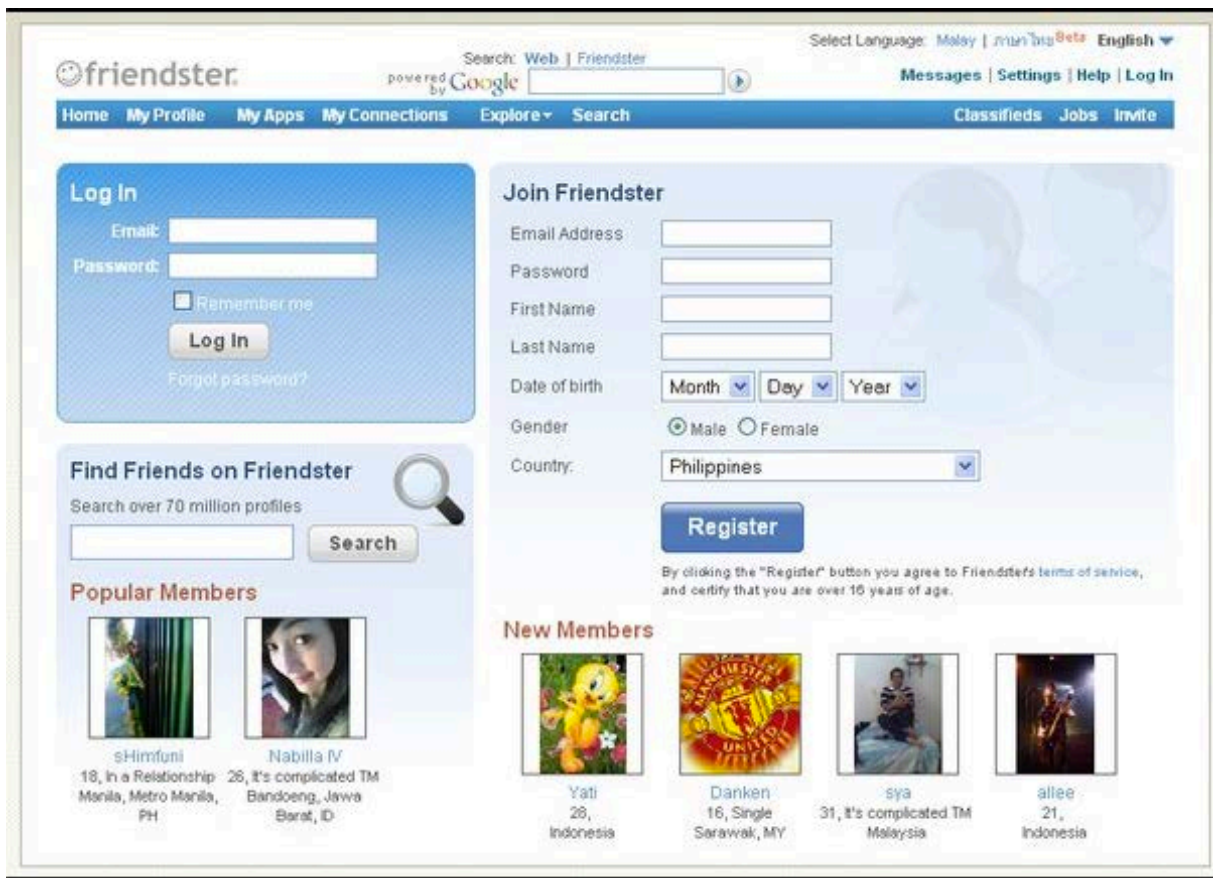 Select Language: Malay | ภาษาไทย Beta English
friendster.
Search: Web | Friendster
powered by Google
Messages | Settings | Help | Log In
Home My Profile My Apps My Connections Explore Search Classifieds Jobs Invite
Log In
Email:
Password:
Remember me
Log In
Forgot password?
Find Friends on Friendster
Search over 70 million profiles
Search
Popular Members
sHimfuni
18, In a Relationship
Manila, Metro Manila,
PH
Nabilla IV
26, It's complicated TM
Bandoeng, Jawa
Barat, ID
Join Friendster
Email Address
Password
First Name
Last Name
Date of birth Month Day Year
Gender Male Female
Country: Philippines
Register
By clicking the "Register" button you agree to Friendster's terms of service,
and certify that you are over 16 years of age.
New Members
MANCHESTER
UNITED
Yati
28,
Indonesia
Danken
16, Single
Sarawak, MY
sya
31, It's complicated TM
Malaysia
allee
21,
Indonesia